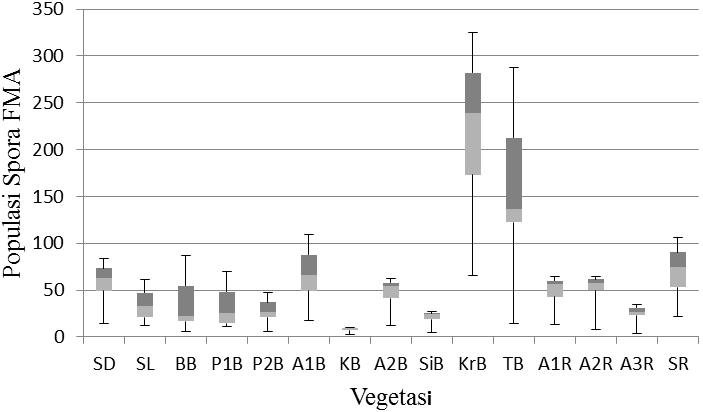 350
300
250
200
150
100
50
0
Populasi Spora FMA
SD SL BB P1B P2B A1B KB A2B SiB KrB TB A1R A2R A3R SR
Vegetasi